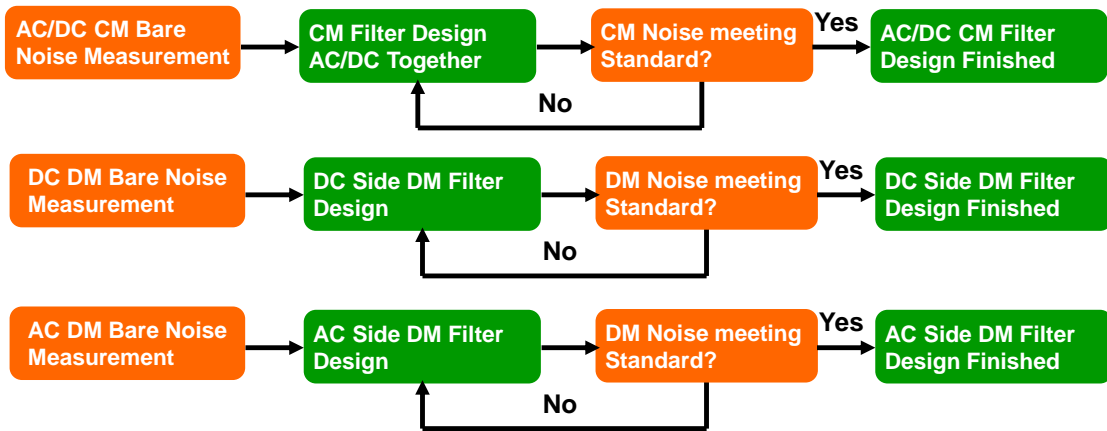 AC/DC CM Bare
Noise Measurement
CM Filter Design
AC/DC Together
CM Noise meeting
Standard?
Yes
AC/DC CM Filter
Design Finished
No
DC DM Bare Noise
Measurement
DC Side DM Filter
Design
DM Noise meeting
Standard?
Yes
DC Side DM Filter
Design Finished
No
AC DM Bare Noise
Measurement
AC Side DM Filter
Design
DM Noise meeting
Standard?
Yes
AC Side DM Filter
Design Finished
No